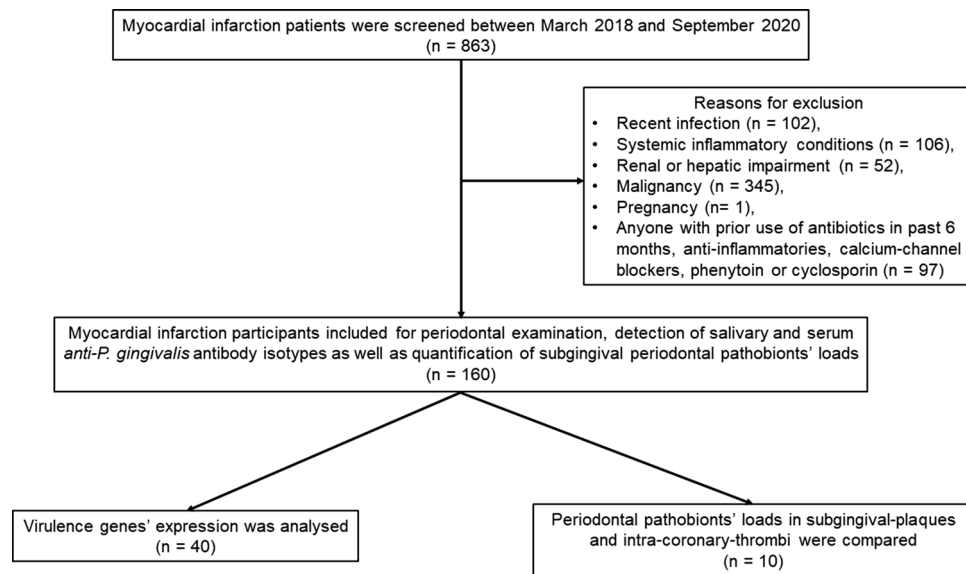 Myocardial infarction patients were screened between March 2018 and September 2020
(n = 863)
Reasons for exclusion
• Recent infection (n = 102),
• Systemic inflammatory conditions (n = 106),
• Renal or hepatic impairment (n = 52),
• Malignancy (n = 345),
• Pregnancy (n= 1),
• Anyone with prior use of antibiotics in past 6
months, anti-inflammatories, calcium-channel
blockers, phenytoin or cyclosporin (n = 97)
Myocardial infarction participants included for periodontal examination, detection of salivary and serum
anti-P. gingivalis antibody isotypes as well as quantification of subgingival periodontal pathobionts’ loads
(n = 160)
Virulence genes’ expression was analysed
(n = 40)
Periodontal pathobionts’ loads in subgingival-plaques
and intra-coronary-thrombi were compared
(n = 10)